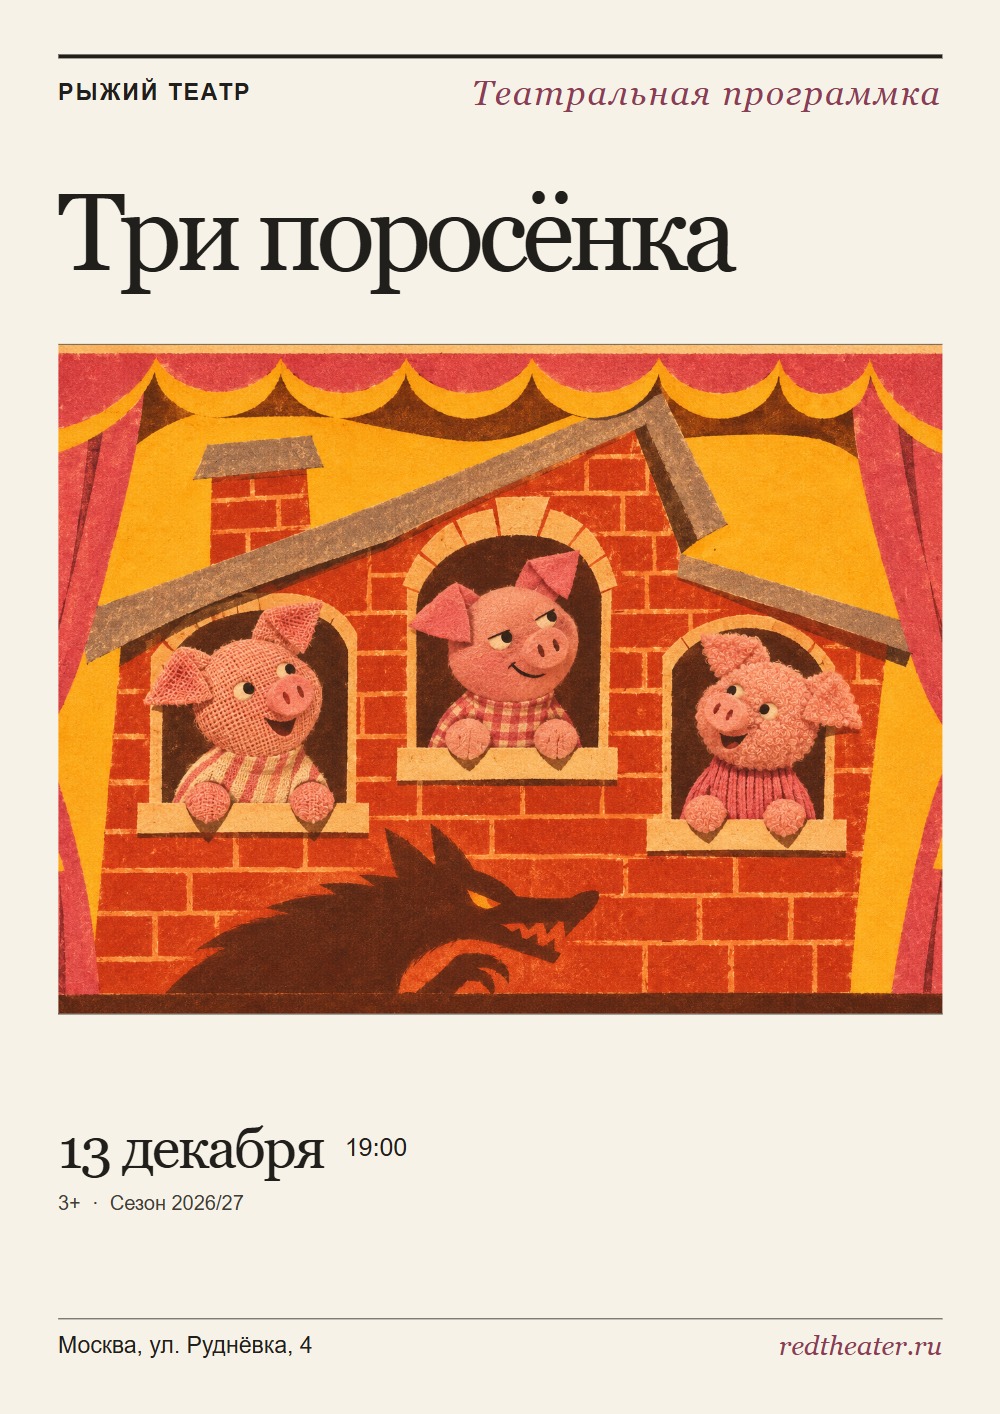 РЫЖИЙ ТЕАТР
Театральная программка
Три поросёнка
13 декабря 19:00
3+ · Сезон 2026/27
Москва, ул. Руднёвка, 4
redtheater.ru